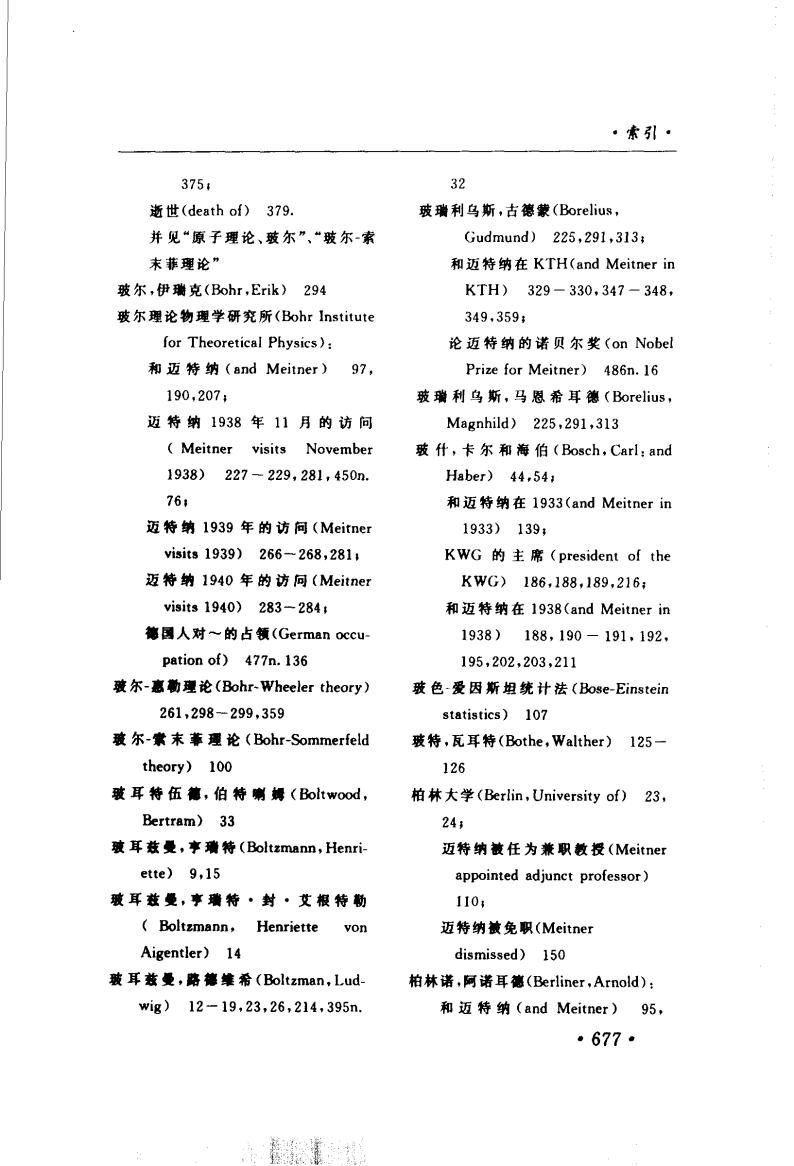 ·索引·
375;
逝世(death of) 379.
并见“原子理论、玻尔”、“玻尔-索
末菲理论”
玻尔,伊瑞克(Bohr,Erik) 294
玻尔理论物理学研究所(Bohr Institute
for Theoretical Physics):
和迈特纳(and Meitner) 97,
190,207;
迈特纳 1938 年 11 月的访问
(Meitner visits November
1938) 227-229,281,450n.
76;
迈特纳 1939 年的访问(Meitner
visits 1939) 266-268,281;
迈特纳 1940 年的访问(Meitner
visits 1940) 283-284;
德国人对~的占领(German occu-
pation of) 477n.136
玻尔-惠勒理论(Bohr-Wheeler theory)
261,298-299,359
玻尔-索末菲理论(Bohr-Sommerfeld
theory) 100
玻耳特伍德,伯特喇姆(Boltwood,
Bertram) 33
玻耳兹曼,亨瑞特(Boltzmann,Henri-
ette) 9,15
玻耳兹曼,亨瑞特·封·艾根特勒
(Boltzmann, Henriette von
Aigentler) 14
玻耳兹曼,路德维希(Boltzman,Lud-
wig) 12-19,23,26,214,395n.
32
玻瑞利乌斯,古德蒙(Borelius,
Gudmund) 225,291,313;
和迈特纳在 KTH(and Meitner in
KTH) 329-330,347-348,
349,359;
论迈特纳的诺贝尔奖(on Nobel
Prize for Meitner) 486n.16
玻瑞利乌斯,马恩希耳德(Borelius,
Magnhild) 225,291,313
玻什,卡尔和海伯(Bosch,Carl:and
Haber) 44,54;
和迈特纳在 1933(and Meitner in
1933) 139;
KWG 的主席(president of the
KWG) 186,188,189,216;
和迈特纳在 1938(and Meitner in
1938) 188,190-191,192,
195,202,203,211
玻色-爱因斯坦统计法(Bose-Einstein
statistics) 107
玻特,瓦耳特(Bothe,Walther) 125-
126
柏林大学(Berlin,University of) 23,
24;
迈特纳被任为兼职教授(Meitner
appointed adjunct professor)
110;
迈特纳被免职(Meitner
dismissed) 150
柏林诺,阿诺耳德(Berliner,Arnold):
和迈特纳(and Meitner) 95,
·677·